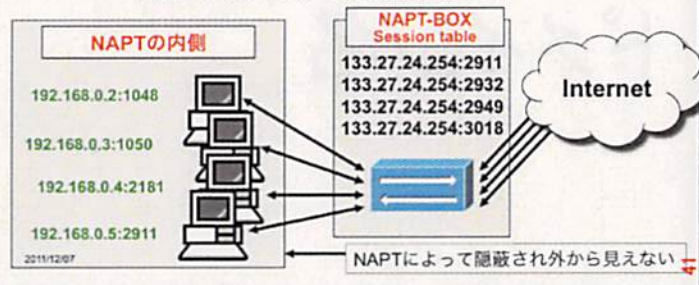 NAPTの内側
192.168.0.2:1048
192.168.0.3:1050
192.168.0.4:2181
192.168.0.5:2911
2011/12/07
NAPT-BOX
Session table
133.27.24.254:2911
133.27.24.254:2932
133.27.24.254:2949
133.27.24.254:3018
Internet
NAPTによって隠蔽され外から見えない
41